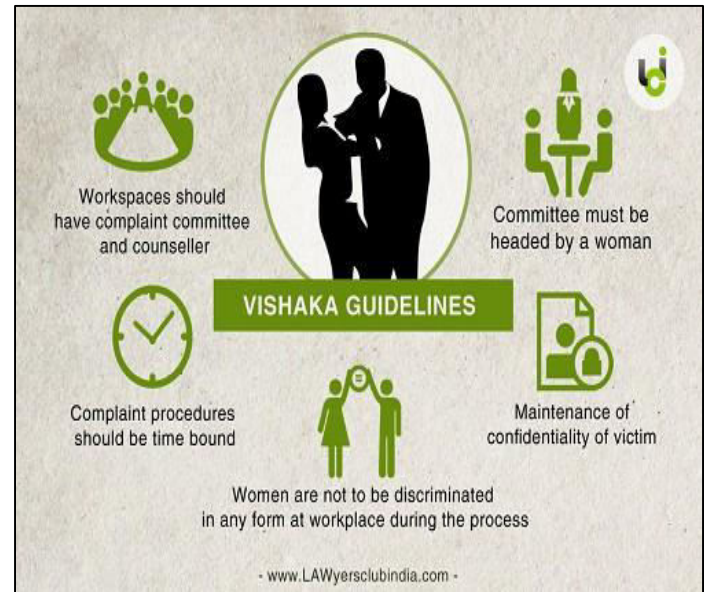 Workspaces should
have complaint committee
and counseller
Committee must be
headed by a woman
VISHAKA GUIDELINES
Complaint procedures
should be time bound
Maintenance of
confidentiality of victim
Women are not to be discriminated
in any form at workplace during the process
- www.LAWyersclubindia.com -